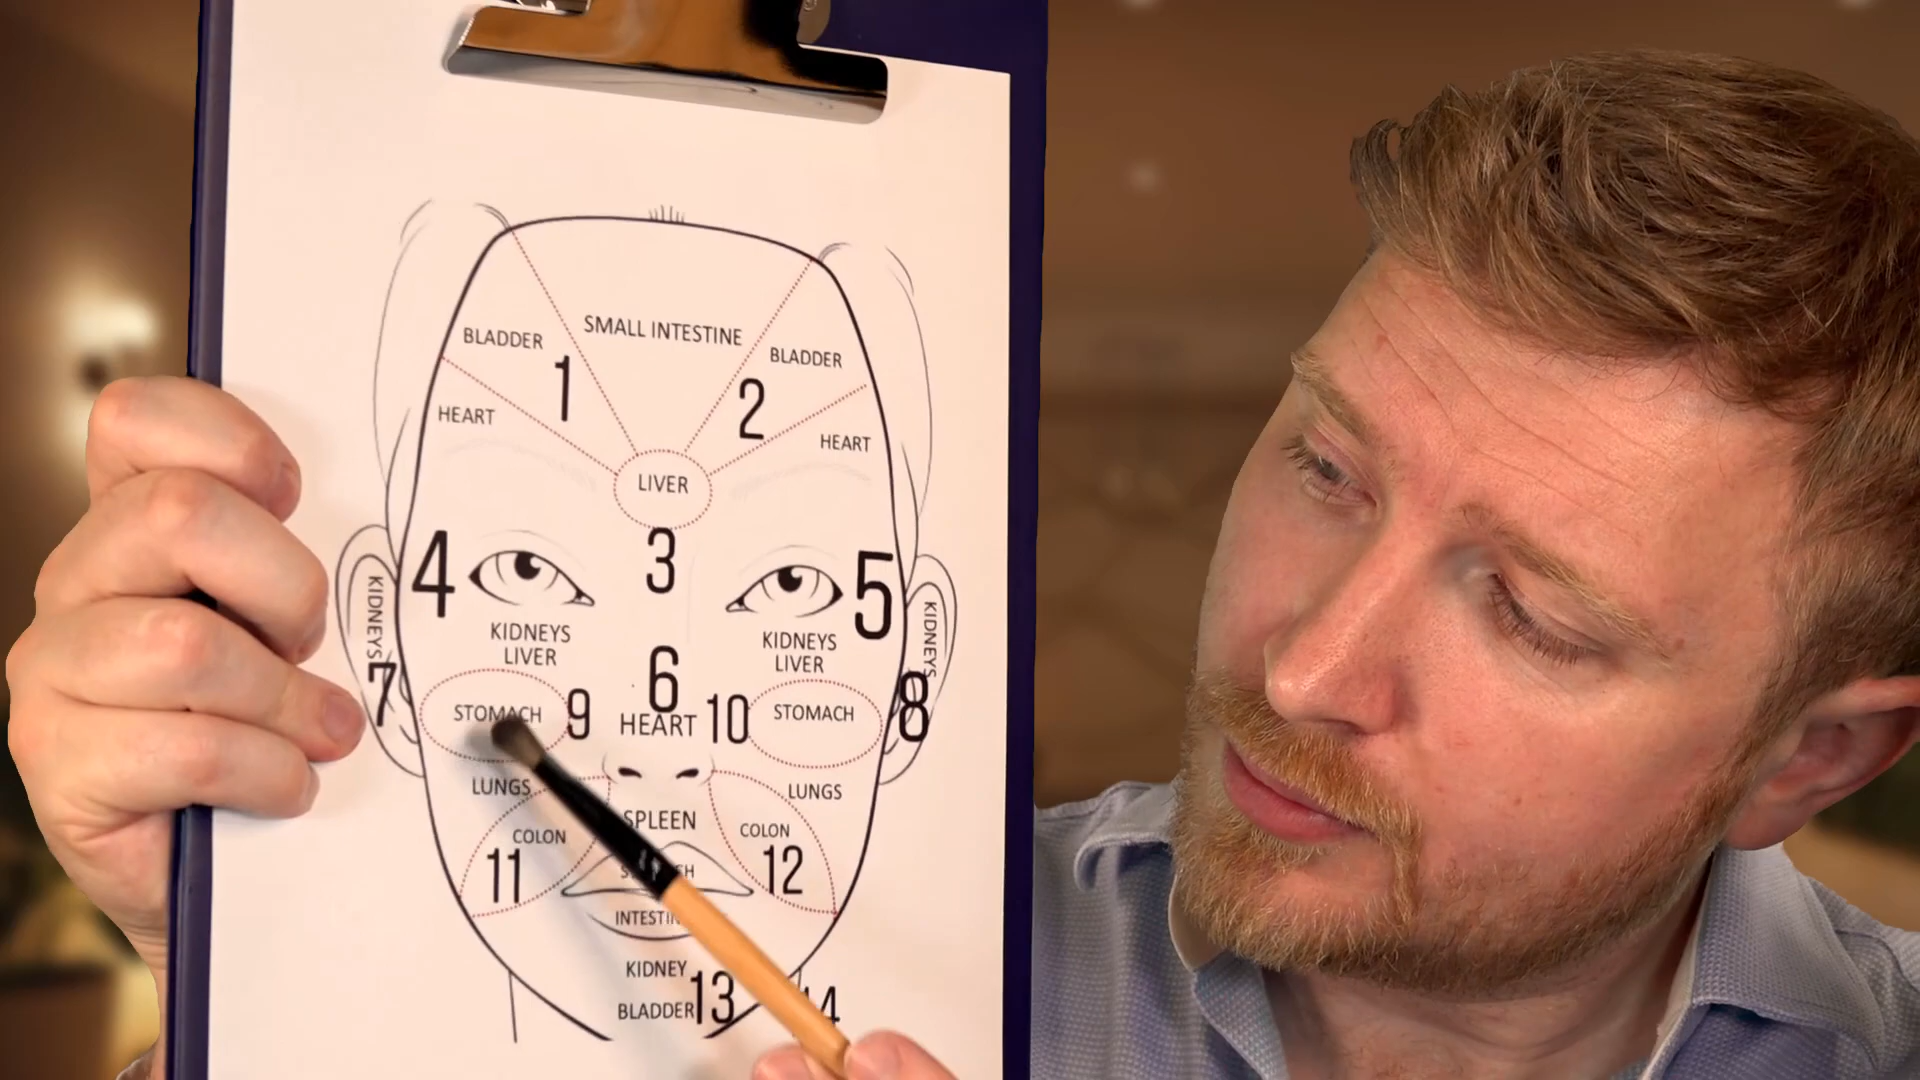 SMALL INTESTINE
BLADDER
1
BLADDER
2
HEART
HEART
LIVER
4
3
5
KIDNEYS
KIDNEYS
KIDNEYS
LIVER
KIDNEYS
LIVER
7
6
8
STOMACH
9
HEART
10
STOMACH
LUNGS
LUNGS
SPLEEN
COLON
COLON
11
12
KIDNEY
13
BLADDER